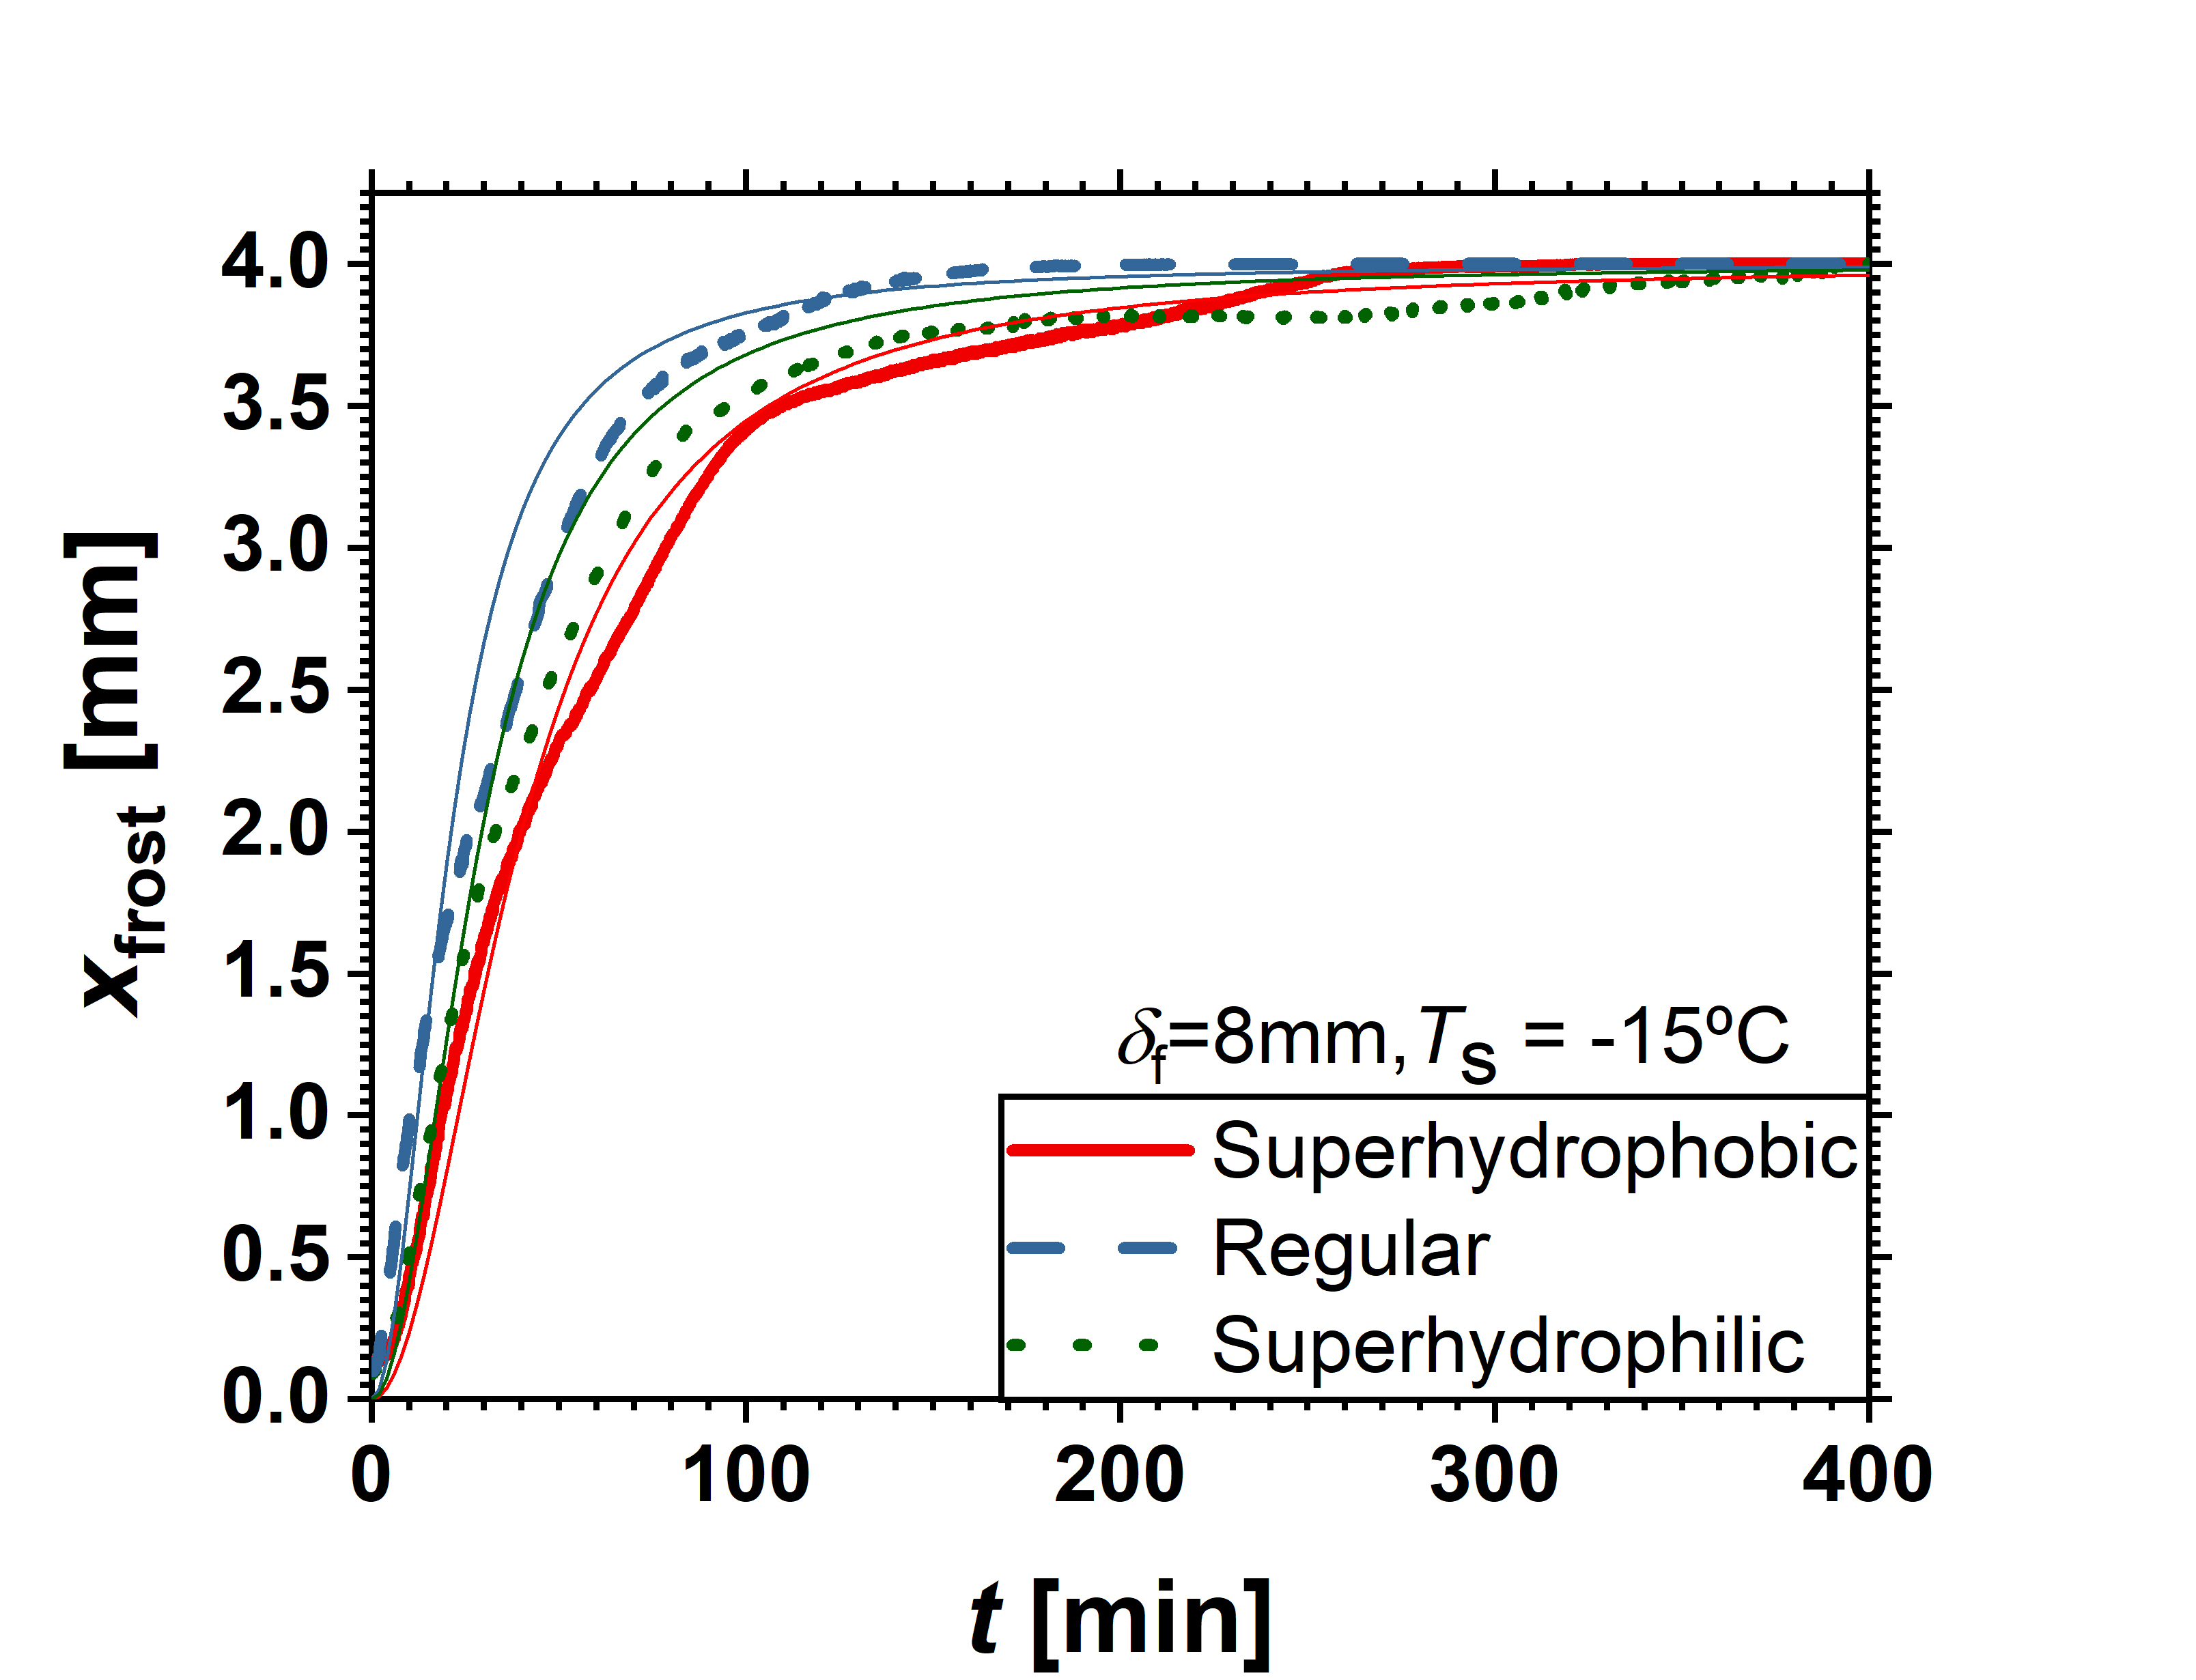 4.0
3.5
3.0
2.5
2.0
1.5
1.0
0.5
0.0
xfrost [mm]
δf=8mm,Ts = -15ºC
Superhydrophobic
Regular
Superhydrophilic
0 100 200 300 400
t [min]